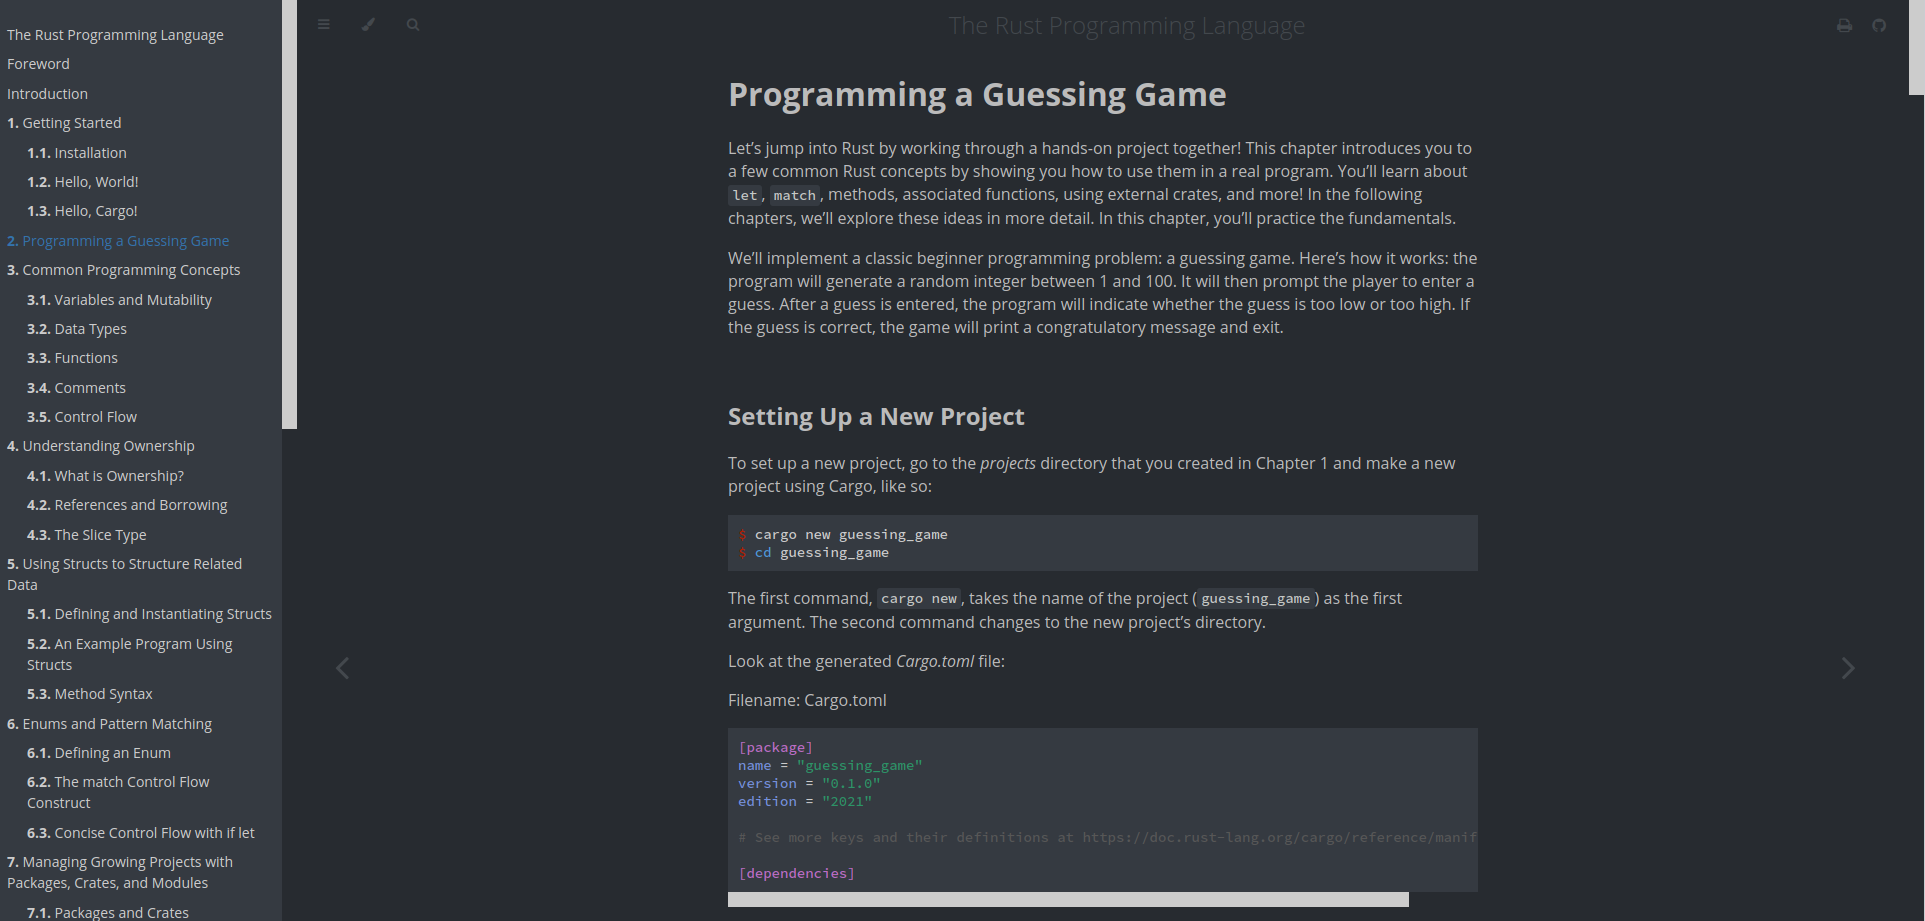 The Rust Programming Language
Foreword
Introduction
1. Getting Started
1.1. Installation
1.2. Hello, World!
1.3. Hello, Cargo!
2. Programming a Guessing Game
3. Common Programming Concepts
3.1. Variables and Mutability
3.2. Data Types
3.3. Functions
3.4. Comments
3.5. Control Flow
4. Understanding Ownership
4.1. What is Ownership?
4.2. References and Borrowing
4.3. The Slice Type
5. Using Structs to Structure Related
Data
5.1. Defining and Instantiating Structs
5.2. An Example Program Using
Structs
5.3. Method Syntax
6. Enums and Pattern Matching
6.1. Defining an Enum
6.2. The match Control Flow
Construct
6.3. Concise Control Flow with if let
7. Managing Growing Projects with
Packages, Crates, and Modules
7.1. Packages and Crates
The Rust Programming Language
Programming a Guessing Game
Let’s jump into Rust by working through a hands-on project together! This chapter introduces you to
a few common Rust concepts by showing you how to use them in a real program. You’ll learn about
let, match, methods, associated functions, using external crates, and more! In the following
chapters, we’ll explore these ideas in more detail. In this chapter, you’ll practice the fundamentals.
We’ll implement a classic beginner programming problem: a guessing game. Here’s how it works: the
program will generate a random integer between 1 and 100. It will then prompt the player to enter a
guess. After a guess is entered, the program will indicate whether the guess is too low or too high. If
the guess is correct, the game will print a congratulatory message and exit.
Setting Up a New Project
To set up a new project, go to the projects directory that you created in Chapter 1 and make a new
project using Cargo, like so:
$ cargo new guessing_game
$ cd guessing_game
The first command, cargo new, takes the name of the project (guessing_game) as the first
argument. The second command changes to the new project’s directory.
Look at the generated Cargo.toml file:
Filename: Cargo.toml
[package]
name = "guessing_game"
version = "0.1.0"
edition = "2021"
# See more keys and their definitions at https://doc.rust-lang.org/cargo/reference/manif
[dependencies]